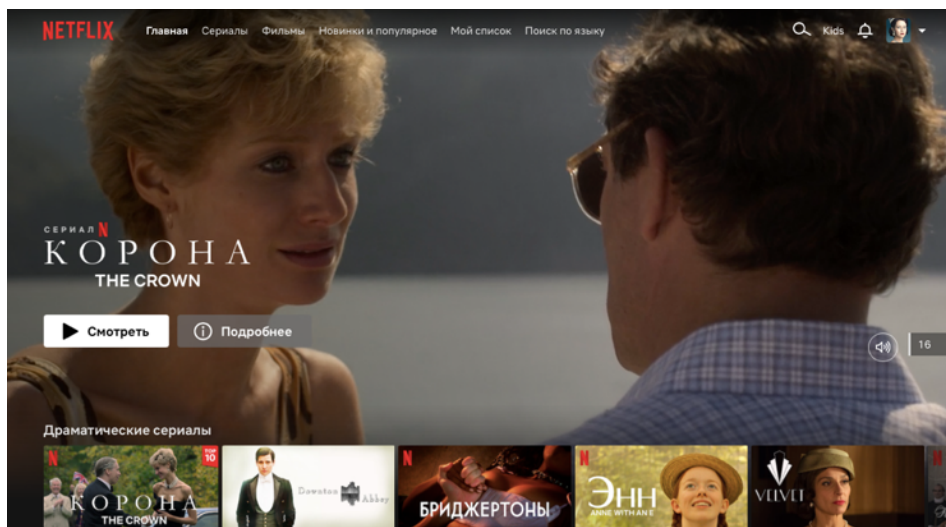 NETFLIX Главная Сериалы Фильмы Новинки и популярное Мой список Поиск по языку Kids
СЕРИАЛ N
КОРОНА
THE CROWN
Смотреть Подробнее
16
Драматические сериалы
TOP 10
КОРОНА
THE CROWN
Downton Abbey
БРИДЖЕРТОНЫ
ЭНН
ANNE WITH AN E
VELVET